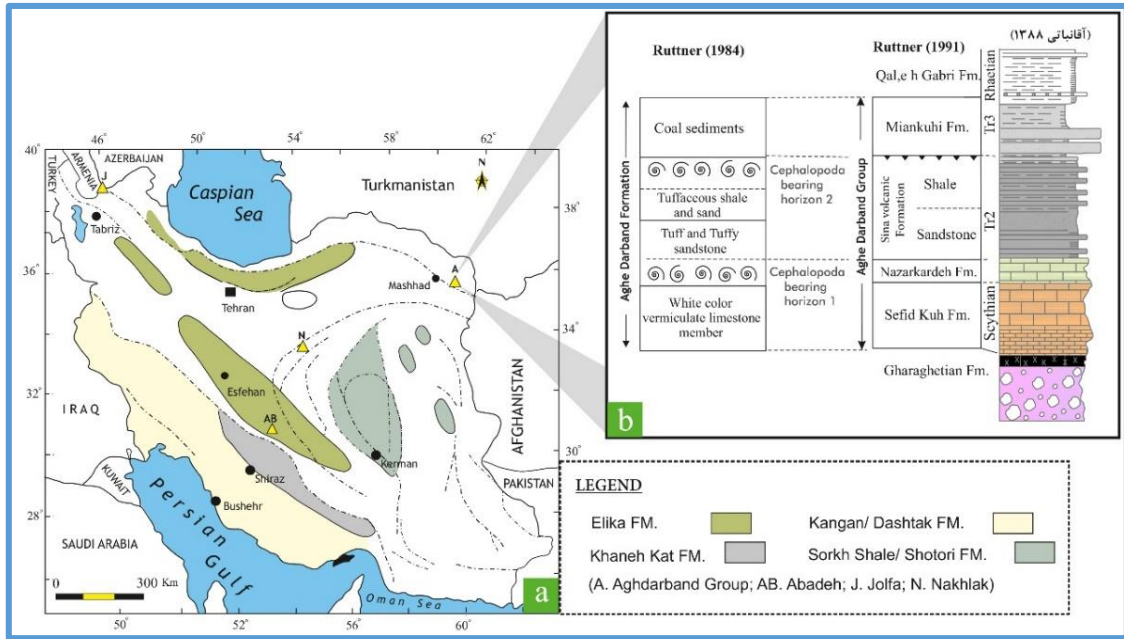 46
50°
54°
58°
62°
40°
38°
36°
34°
32°
30°
28°
50°
52°
56°
60°
TURKEY
ARMENIA
AZERBAIJAN
J
Caspian
Sea
Turkmanistan
N
Tabriz
Mashhad
A
Tehran
N
Esfehan
AB
IRAQ
AFGHANISTAN
Kerman
Shiraz
KUWAIT
Bushehr
PAKISTAN
Persian
Gulf
SAUDI ARABIA
Oman Sea
0 300 Km
a
Ruttner (1984)
Aghe Darband Formation
Coal sediments
Cephalopoda
bearing
horizon 2
Tuffaceous shale
and sand
Tuff and Tuffy
sandstone
Cephalopoda
bearing
horizon 1
White color
vermiculate limestone
member
Ruttner (1991)
(آقانباتی ۱۳۸۸)
Aghe Darband Group
Qal,e h Gabri Fm.
Rhaetian
Miankuhi Fm.
Tr3
Sina volcanic
Formation
Shale
Sandstone
Tr2
Nazarkardeh Fm.
Sefid Kuh Fm.
Scythian
Gharaghetian Fm.
X X X X X
b
LEGEND
Elika FM.
Kangan/ Dashtak FM.
Khaneh Kat FM.
Sorkh Shale/ Shotori FM.
(A. Aghdarband Group; AB. Abadeh; J. Jolfa; N. Nakhlak)